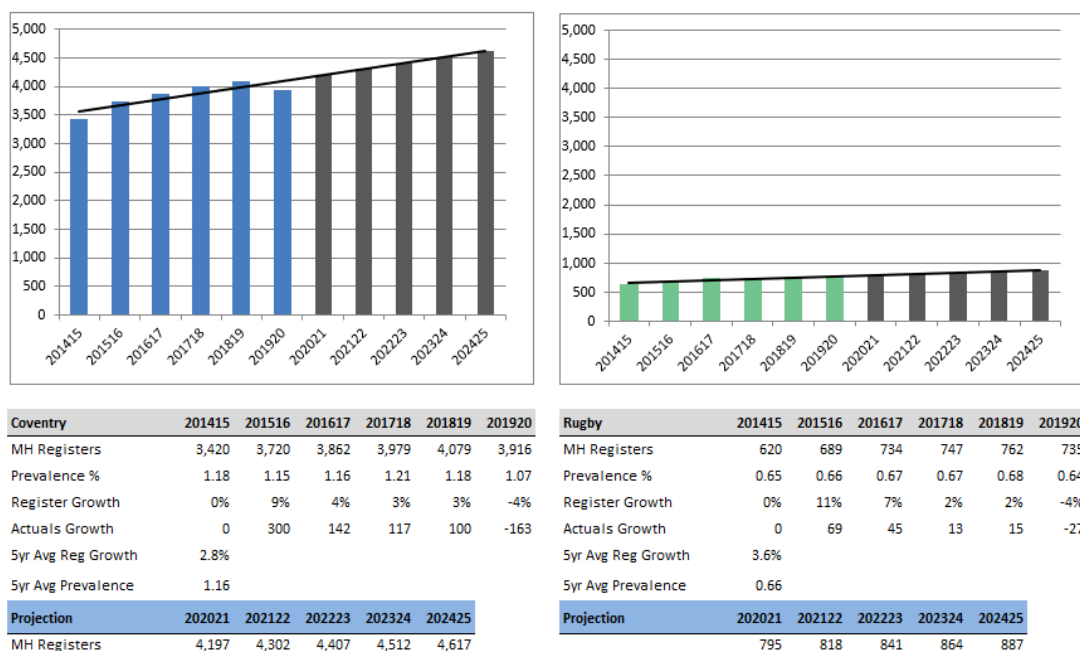 5,000
4,500
4,000
3,500
3,000
2,500
2,000
1,500
1,000
500
0
201415 201516 201617 201718 201819 201920 202021 202122 202223 202324 202425
5,000
4,500
4,000
3,500
3,000
2,500
2,000
1,500
1,000
500
0
201415 201516 201617 201718 201819 201920 202021 202122 202223 202324 202425
Coventry 201415 201516 201617 201718 201819 201920
MH Registers 3,420 3,720 3,862 3,979 4,079 3,916
Prevalence % 1.18 1.15 1.16 1.21 1.18 1.07
Register Growth 0% 9% 4% 3% 3% -4%
Actuals Growth 0 300 142 117 100 -163
5yr Avg Reg Growth 2.8%
5yr Avg Prevalence 1.16
Projection 202021 202122 202223 202324 202425
MH Registers 4,197 4,302 4,407 4,512 4,617
Rugby 201415 201516 201617 201718 201819 201920
MH Registers 620 689 734 747 762 735
Prevalence % 0.65 0.66 0.67 0.67 0.68 0.64
Register Growth 0% 11% 7% 2% 2% -4%
Actuals Growth 0 69 45 13 15 -27
5yr Avg Reg Growth 3.6%
5yr Avg Prevalence 0.66
Projection 202021 202122 202223 202324 202425
795 818 841 864 887